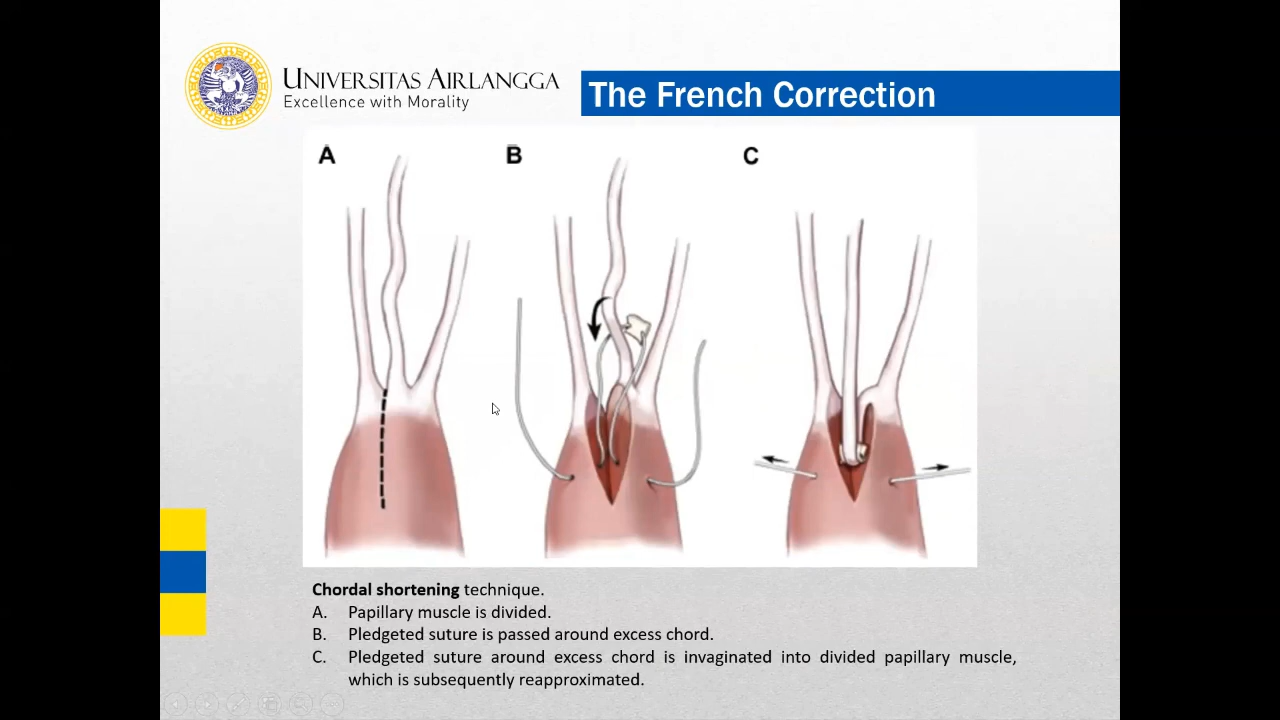 UNIVERSITAS AIRLANGGA
Excellence with Morality
The French Correction
A
B
C
Chordal shortening technique.
A. Papillary muscle is divided.
B. Pledgeted suture is passed around excess chord.
C. Pledgeted suture around excess chord is invaginated into divided papillary muscle,
which is subsequently reapproximated.